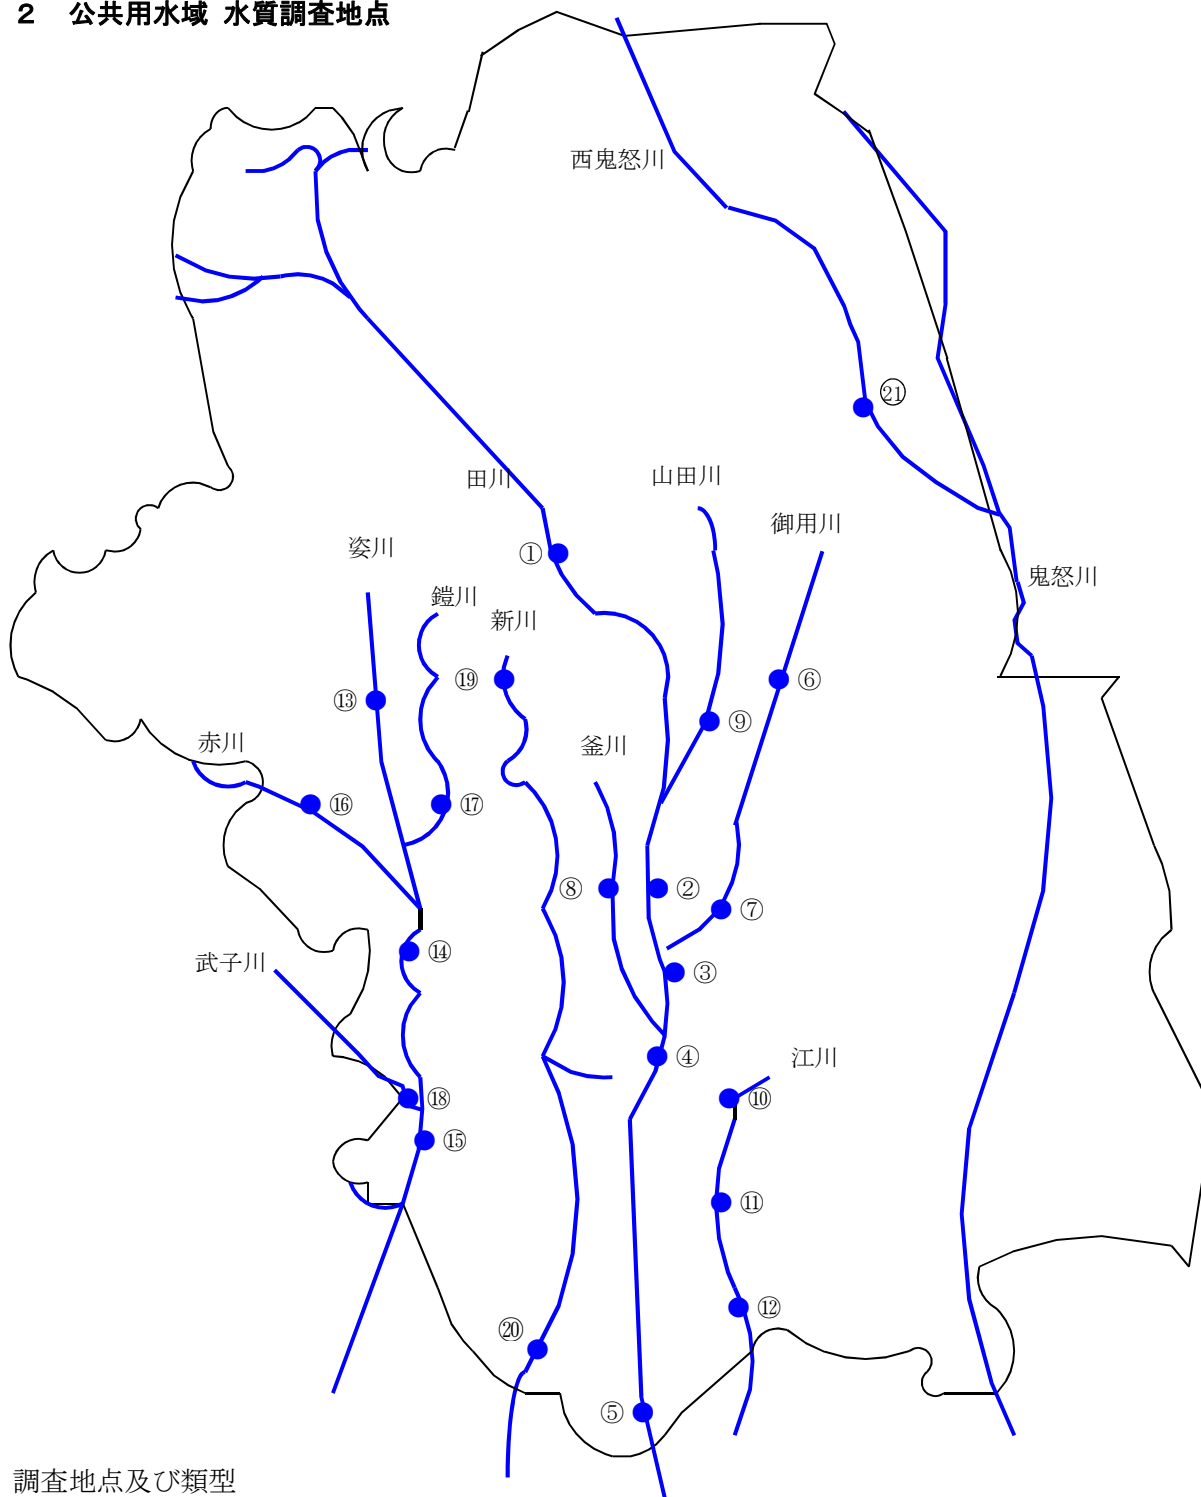 ２　公共用水域 水質調査地点
西鬼怒川
㉑
田川
山田川
御用川
姿川
①
鬼怒川
鎧川
新川
⑲
⑥
⑬
⑨
赤川
釜川
⑯
⑰
⑧
②
⑦
⑭
武子川
③
④
江川
⑱
⑩
⑮
⑪
⑫
⑳
⑤
調査地点及び類型